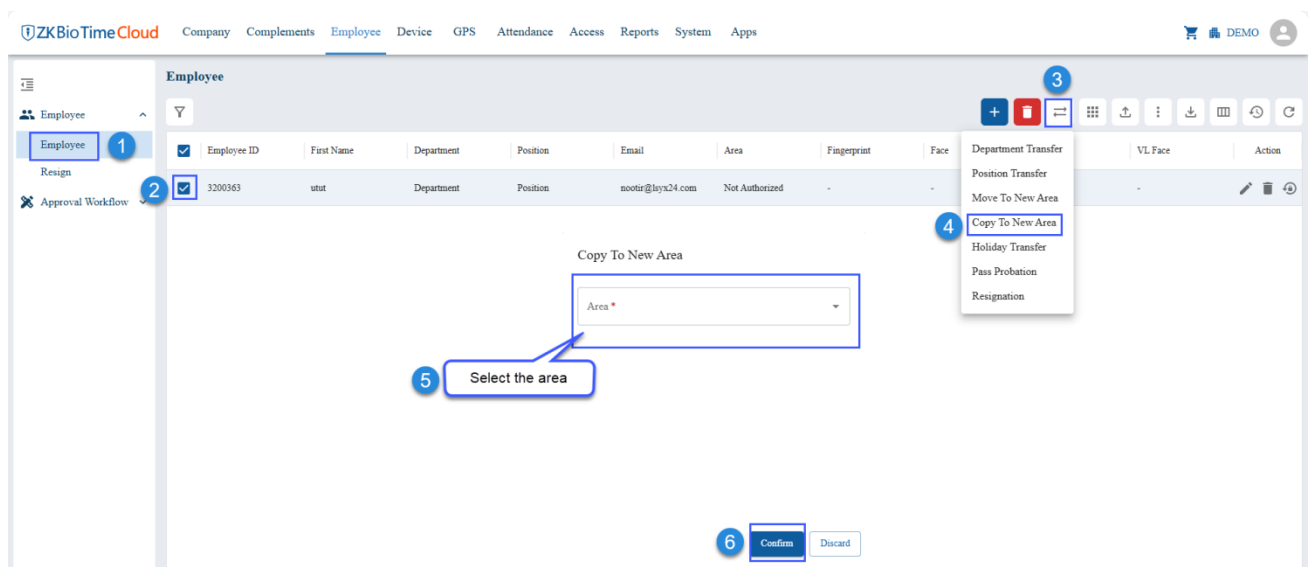 ZKBioTime Cloud Company Complements Employee Device GPS Attendance Access Reports System Apps DEMO
Employee
3
Employee
Employee 1
Resign
Approval Workflow
Employee ID First Name Department Position Email Area Fingerprint Face VL Face Action
2 3200363 utut Department Position nootir@lsyx24.com Not Authorized - - -
Department Transfer
Position Transfer
Move To New Area
4 Copy To New Area
Holiday Transfer
Pass Probation
Resignation
Copy To New Area
Area *
5 Select the area
6 Confirm Discard